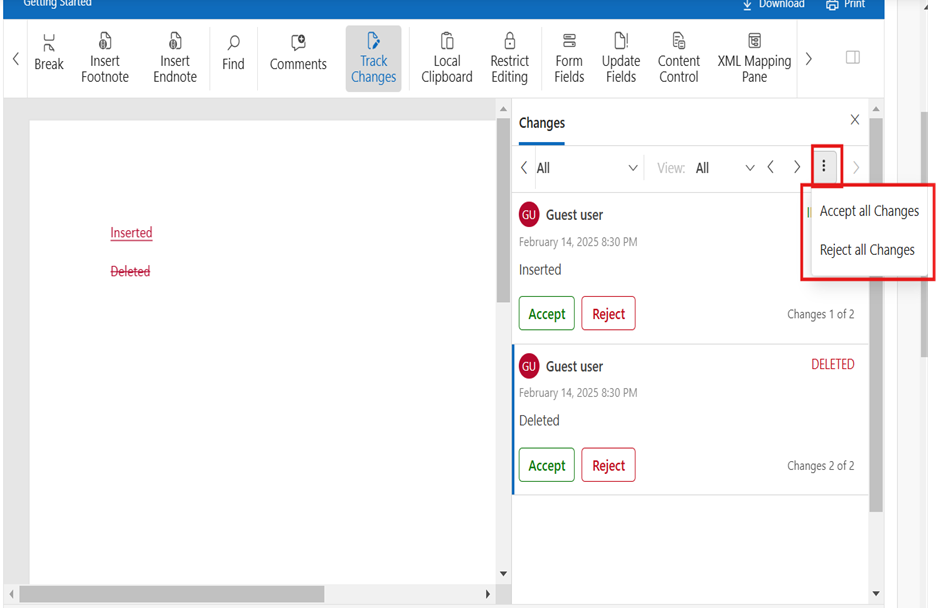 Getting Started
Download
Print
Break
Insert
Footnote
Insert
Endnote
Find
Comments
Track
Changes
Local
Clipboard
Restrict
Editing
Form
Fields
Update
Fields
Content
Control
XML Mapping
Pane
Changes
All
View: All
Accept all Changes
Reject all Changes
GU Guest user
February 14, 2025 8:30 PM
Inserted
Accept Reject
Changes 1 of 2
GU Guest user
DELETED
February 14, 2025 8:30 PM
Deleted
Accept Reject
Changes 2 of 2
Inserted
Deleted